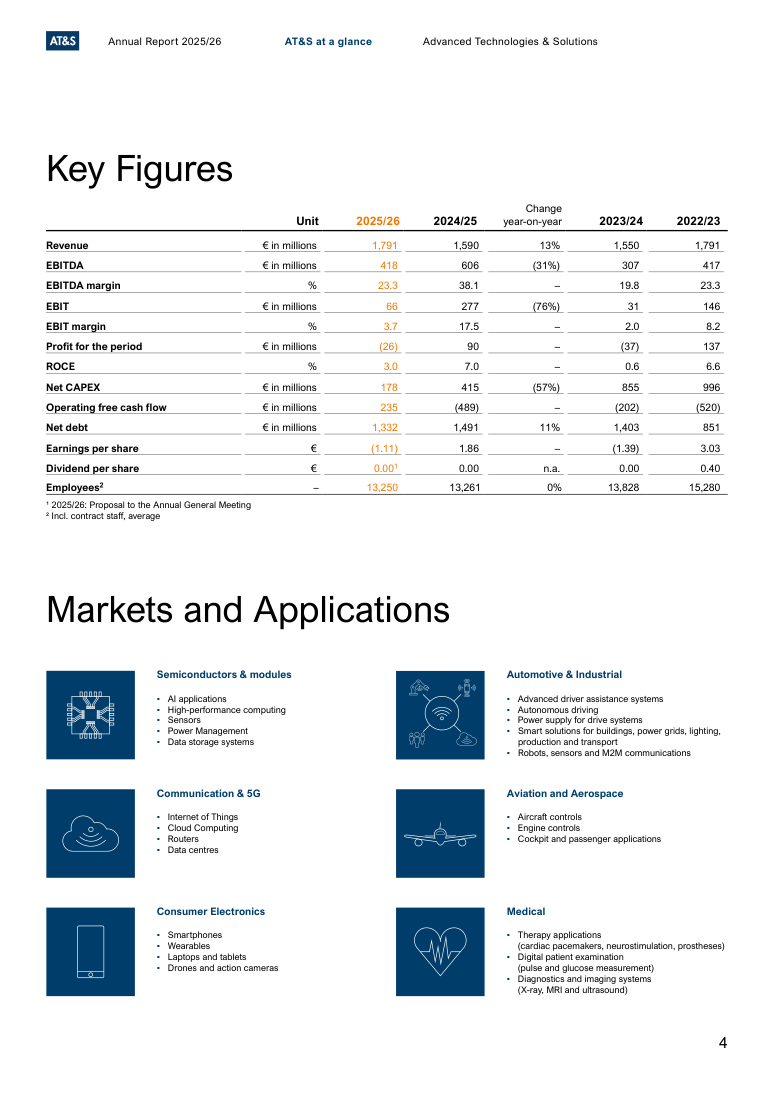 AT&S Annual Report 2025/26 AT&S at a glance Advanced Technologies & Solutions
Key Figures
Change
Unit 2025/26 2024/25 year-on-year 2023/24 2022/23
Revenue € in millions 1,791 1,590 13% 1,550 1,791
EBITDA € in millions 418 606 (31%) 307 417
EBITDA margin % 23.3 38.1 – 19.8 23.3
EBIT € in millions 66 277 (76%) 31 146
EBIT margin % 3.7 17.5 – 2.0 8.2
Profit for the period € in millions (26) 90 – (37) 137
ROCE % 3.0 7.0 – 0.6 6.6
Net CAPEX € in millions 178 415 (57%) 855 996
Operating free cash flow € in millions 235 (489) – (202) (520)
Net debt € in millions 1,332 1,491 11% 1,403 851
Earnings per share € (1.11) 1.86 – (1.39) 3.03
Dividend per share € 0.00¹ 0.00 n.a. 0.00 0.40
Employees² – 13,250 13,261 0% 13,828 15,280
¹ 2025/26: Proposal to the Annual General Meeting
² Incl. contract staff, average
Markets and Applications
Semiconductors & modules
• AI applications
• High-performance computing
• Sensors
• Power Management
• Data storage systems
Automotive & Industrial
• Advanced driver assistance systems
• Autonomous driving
• Power supply for drive systems
• Smart solutions for buildings, power grids, lighting,
production and transport
• Robots, sensors and M2M communications
Communication & 5G
• Internet of Things
• Cloud Computing
• Routers
• Data centres
Aviation and Aerospace
• Aircraft controls
• Engine controls
• Cockpit and passenger applications
Consumer Electronics
• Smartphones
• Wearables
• Laptops and tablets
• Drones and action cameras
Medical
• Therapy applications
(cardiac pacemakers, neurostimulation, prostheses)
• Digital patient examination
(pulse and glucose measurement)
• Diagnostics and imaging systems
(X-ray, MRI and ultrasound)
4